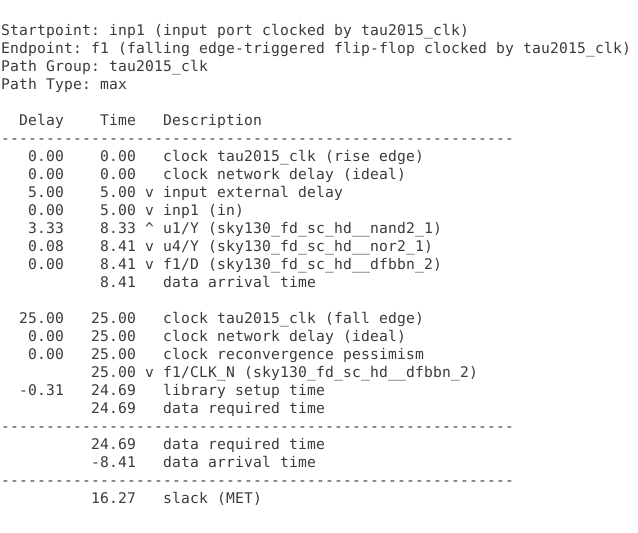 Startpoint: inp1 (input port clocked by tau2015_clk)
Endpoint: f1 (falling edge-triggered flip-flop clocked by tau2015_clk)
Path Group: tau2015_clk
Path Type: max

  Delay    Time   Description
---------------------------------------------------------
   0.00    0.00   clock tau2015_clk (rise edge)
   0.00    0.00   clock network delay (ideal)
   5.00    5.00 v input external delay
   0.00    5.00 v inp1 (in)
   3.33    8.33 ^ u1/Y (sky130_fd_sc_hd__nand2_1)
   0.08    8.41 v u4/Y (sky130_fd_sc_hd__nor2_1)
   0.00    8.41 v f1/D (sky130_fd_sc_hd__dfbbn_2)
           8.41   data arrival time

  25.00   25.00   clock tau2015_clk (fall edge)
   0.00   25.00   clock network delay (ideal)
   0.00   25.00   clock reconvergence pessimism
          25.00 v f1/CLK_N (sky130_fd_sc_hd__dfbbn_2)
  -0.31   24.69   library setup time
          24.69   data required time
---------------------------------------------------------
          24.69   data required time
          -8.41   data arrival time
---------------------------------------------------------
          16.27   slack (MET)